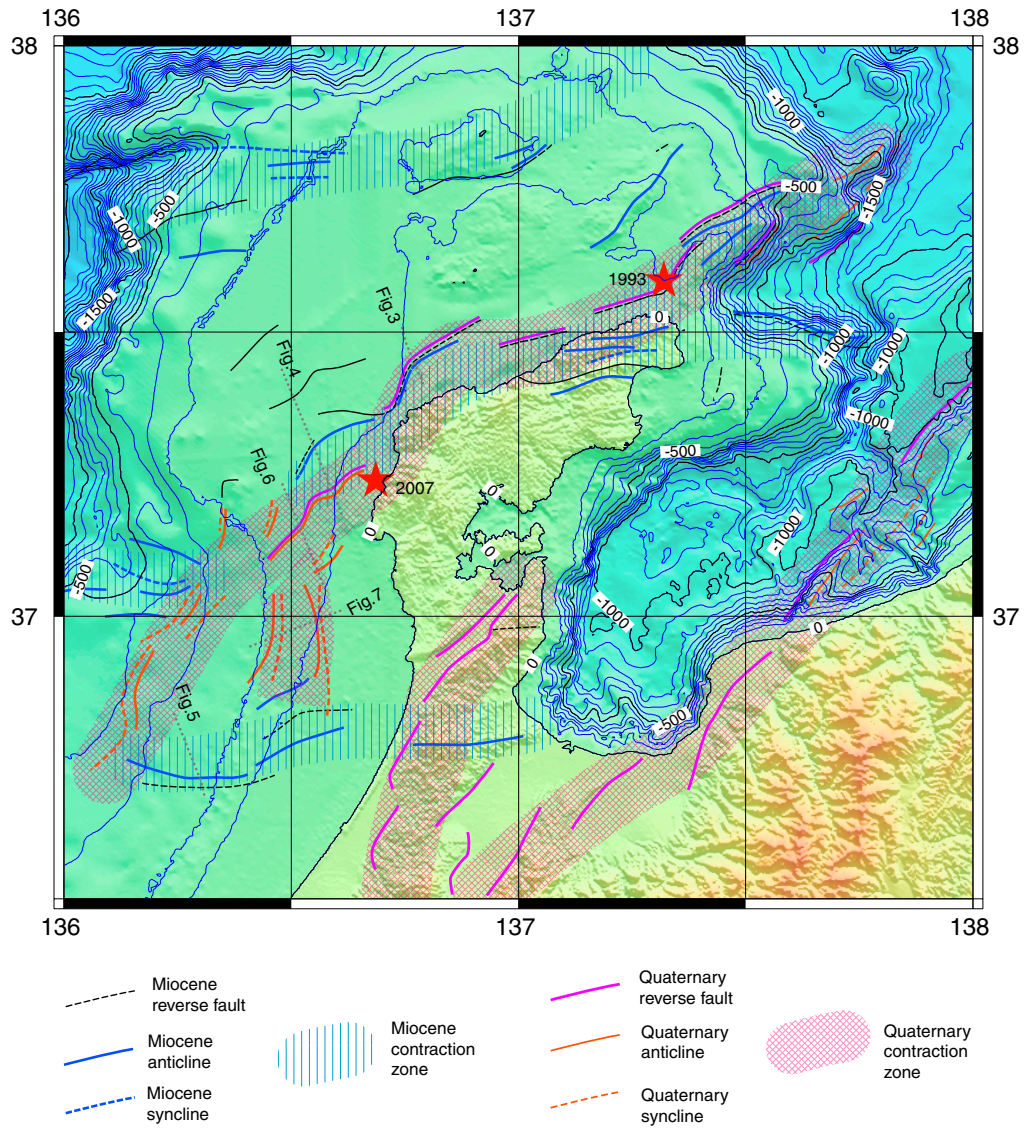 136
137
138
38
38
-1000
-500
-500
-1500
-1000
1993
-1500
Fig.3
0
Fig.4
-1000
-1000
-1000
-500
Fig.6
2007
0
0
-1000
0
-500
Fig.7
-1000
37
37
0
0
Fig.5
-500
136
137
138
Miocene
reverse fault
Miocene
anticline
Miocene
syncline
Miocene
contraction
zone
Quaternary
reverse fault
Quaternary
anticline
Quaternary
syncline
Quaternary
contraction
zone